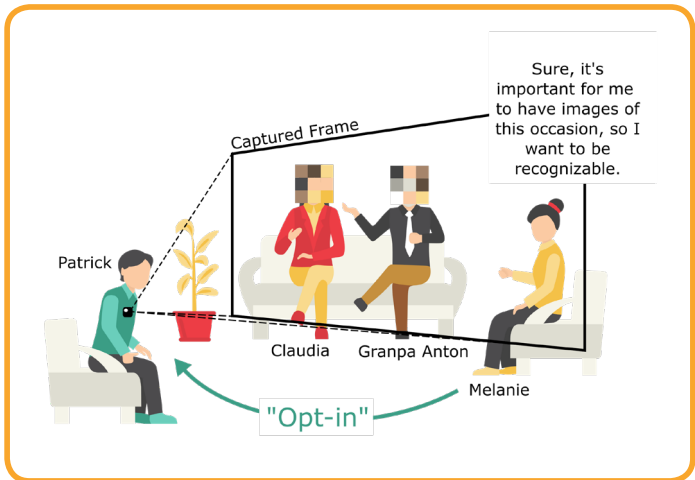 Sure, it's
important for me
to have images of
this occasion, so I
want to be
recognizable.
Captured Frame
Patrick
Claudia
Granpa Anton
Melanie
"Opt-in"